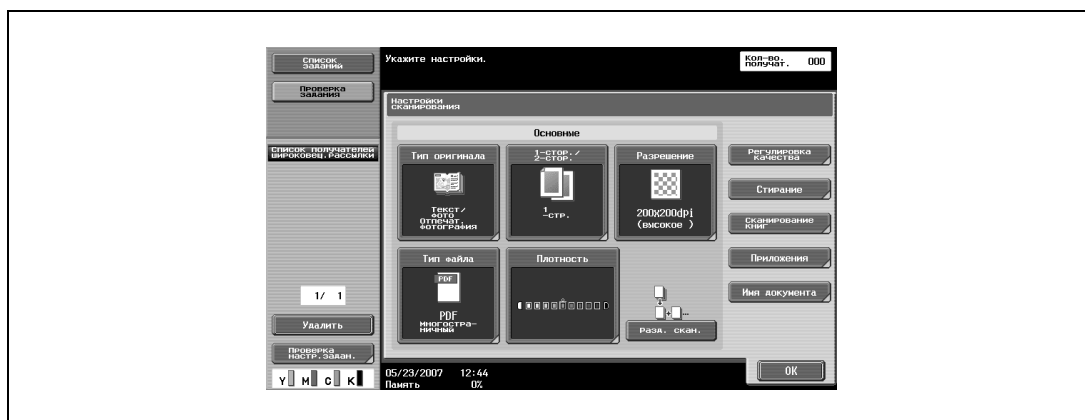 Список
заданий
Проверка
задания
Список получателей
широковец.рассылки
1/ 1
Удалить
Проверка
настр.задан.
Y M C K
Укажите настройки.
Кол-во.
получат. 000
Настройки
сканирования
Основные
Тип оригинала
Текст/
Фото
Отпечат.
фотография
1-стор./
2-стор.
1
-стр.
Разрешение
200x200dpi
(высокое )
Тип файла
PDF
PDF
Многостра-
ничный
Плотность
Разд. скан.
Регулировка
качества
Стирание
Сканирование
книг
Приложения
Имя документа
05/23/2007 12:44
Память 0%
OK